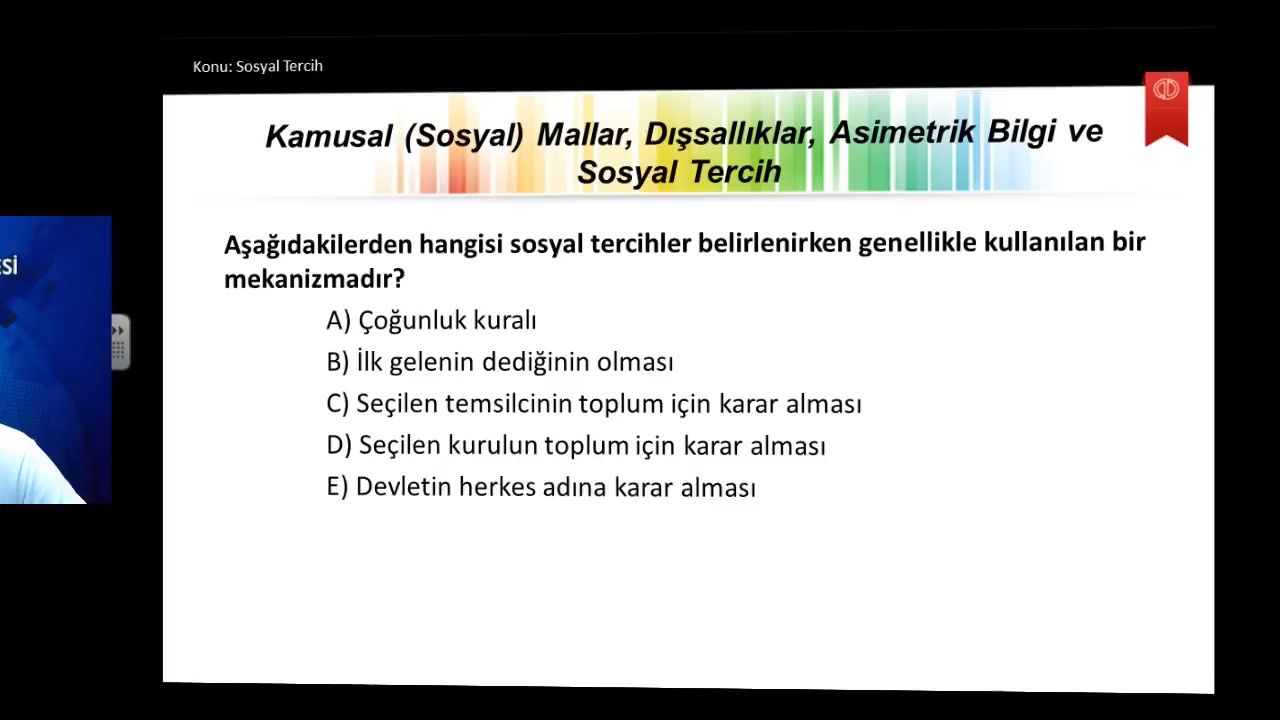 Konu: Sosyal Tercih
Kamusal (Sosyal) Mallar, Dışsallıklar, Asimetrik Bilgi ve
Sosyal Tercih
ESİ
Aşağıdakilerden hangisi sosyal tercihler belirlenirken genellikle kullanılan bir
mekanizmadır?
A) Çoğunluk kuralı
B) İlk gelenin dediğinin olması
C) Seçilen temsilcinin toplum için karar alması
D) Seçilen kurulun toplum için karar alması
E) Devletin herkes adına karar alması